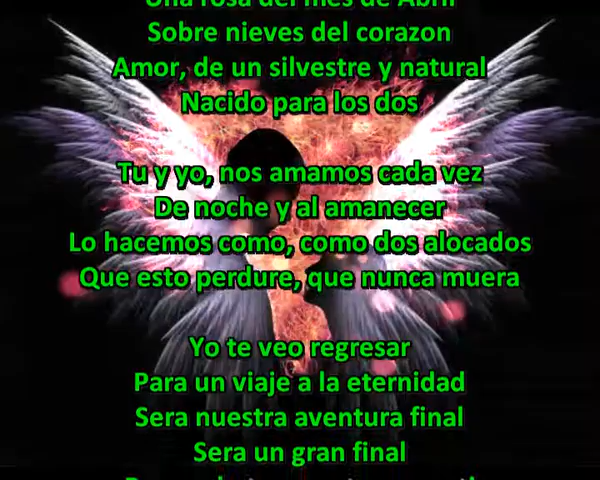 Una rosa del mes de Abril
Sobre nieves del corazon
Amor, de un silvestre y natural
Nacido para los dos
Tu y yo, nos amamos cada vez
De noche y al amanecer
Lo hacemos como, como dos alocados
Que esto perdure, que nunca muera
Yo te veo regresar
Para un viaje a la eternidad
Sera nuestra aventura final
Sera un gran final